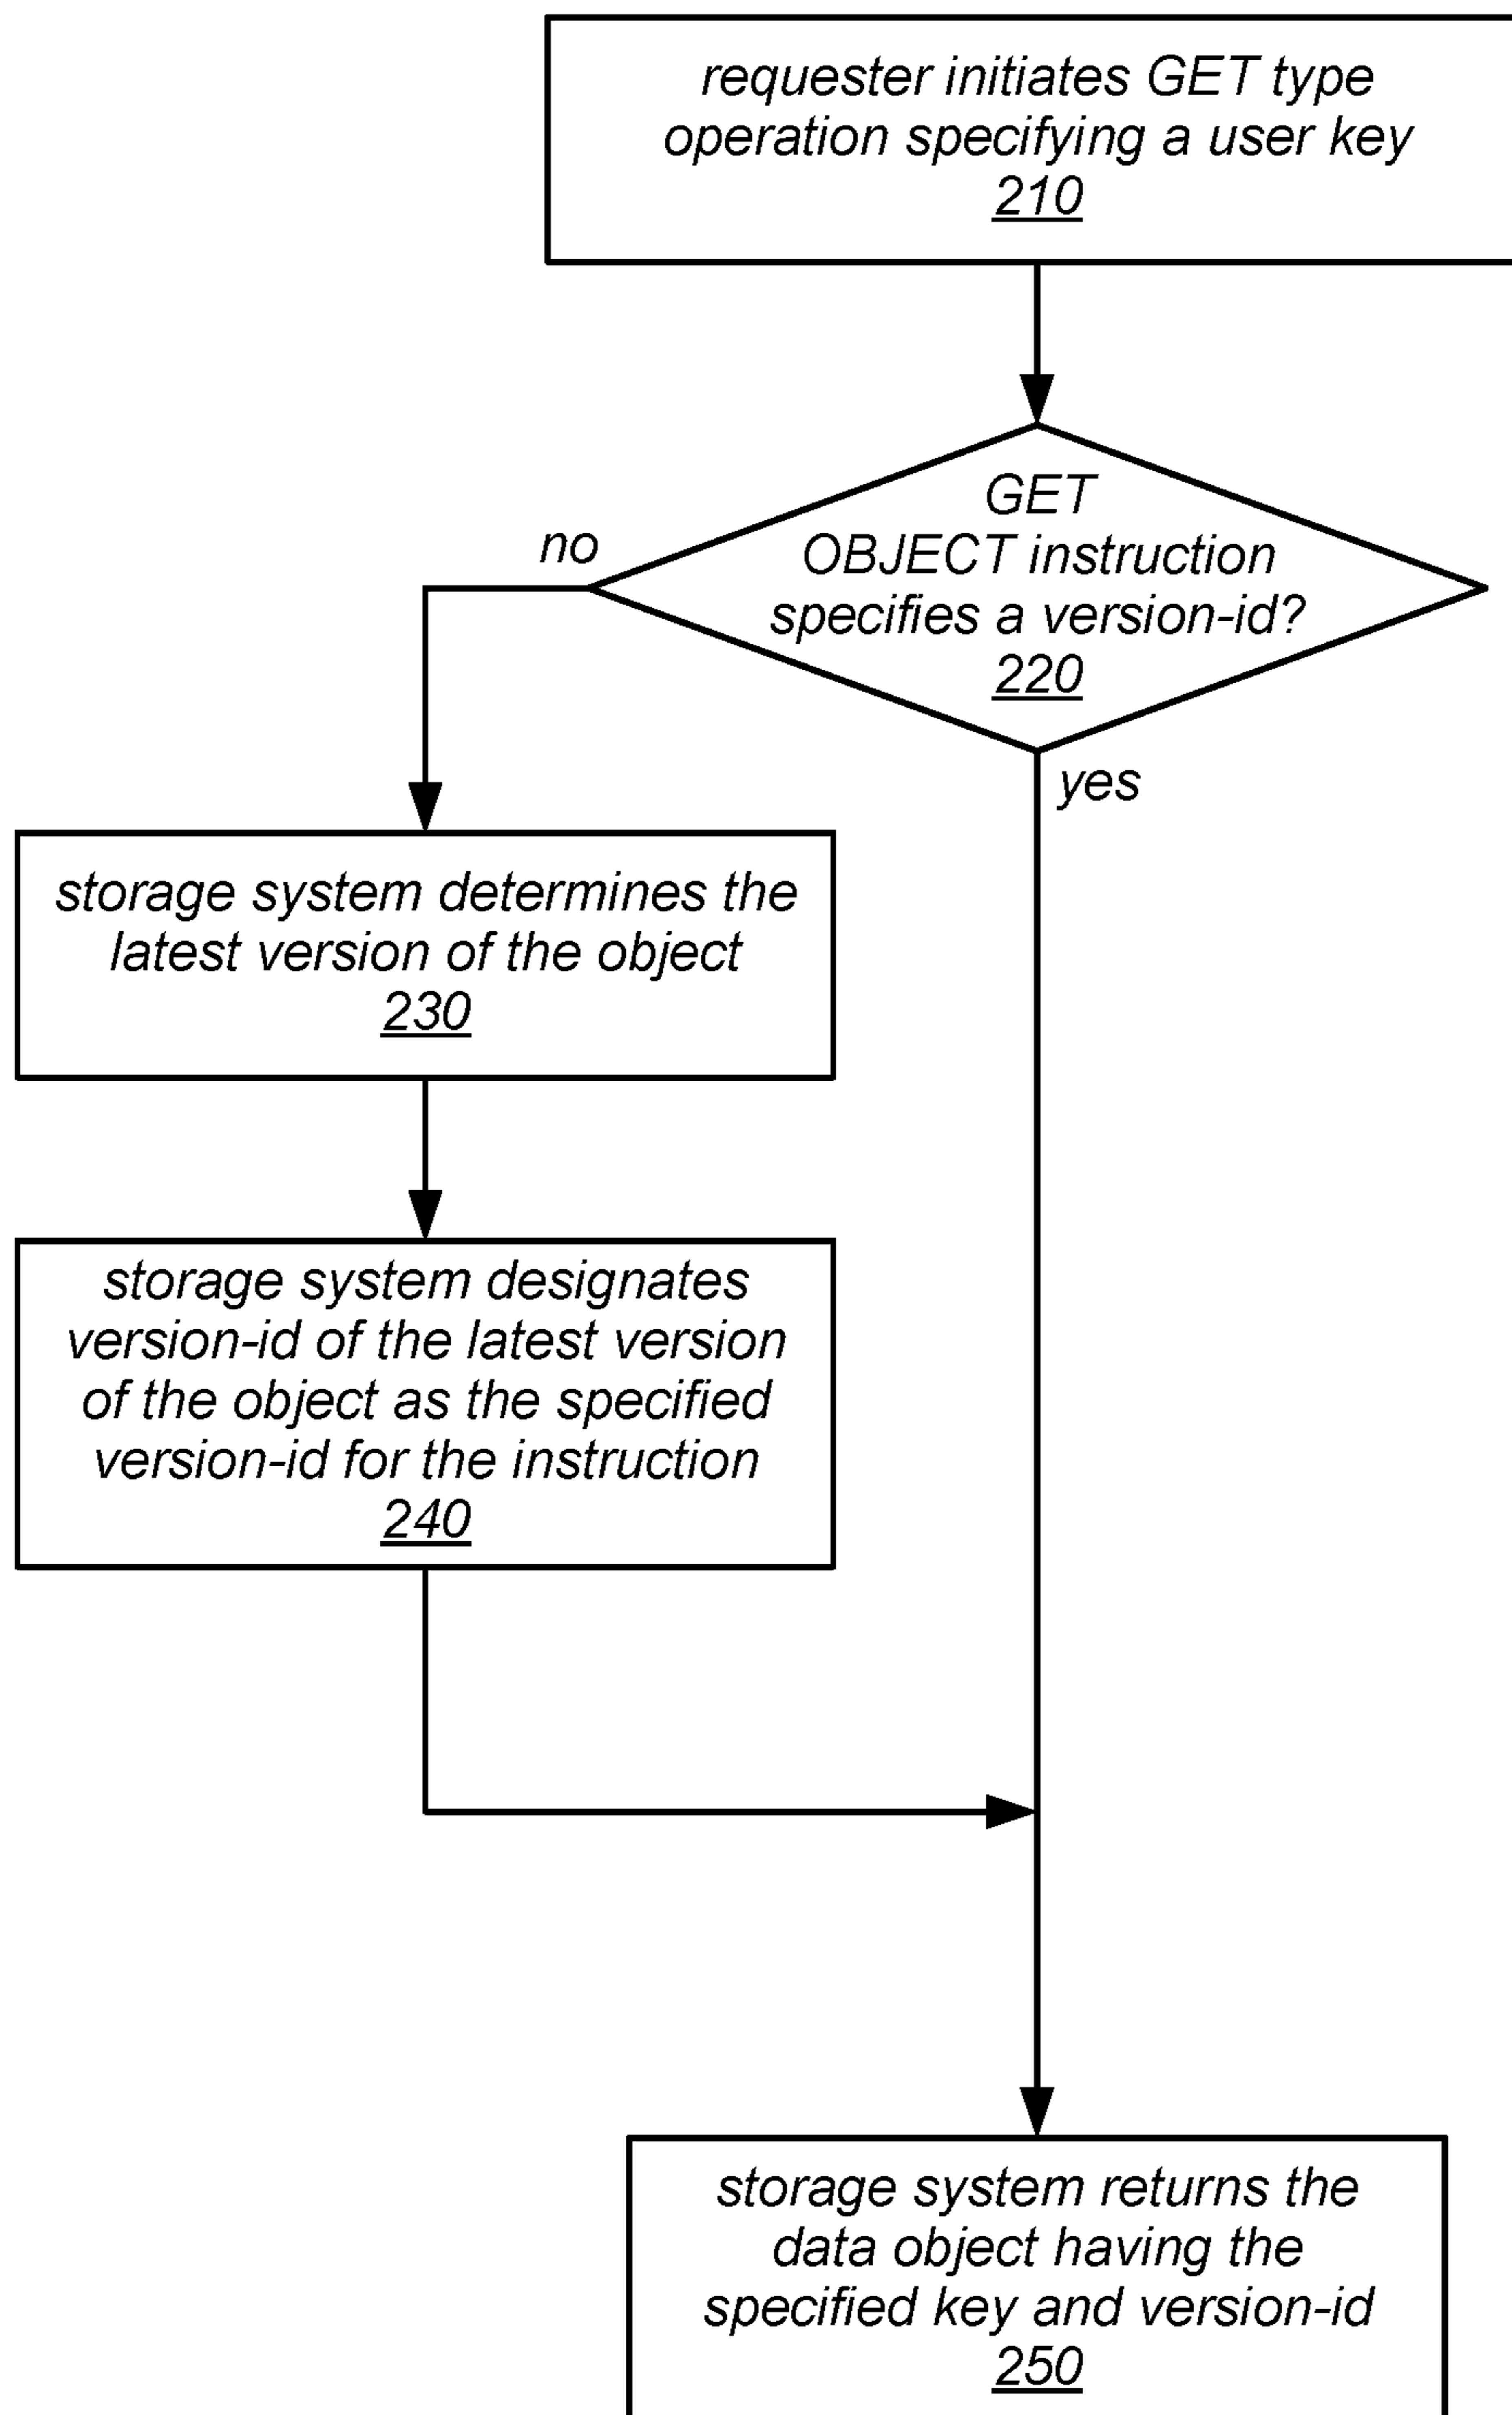 requester initiates GET type
operation specifying a user key
210
GET
OBJECT instruction
specifies a version-id?
220
no
yes
storage system determines the
latest version of the object
230
storage system designates
version-id of the latest version
of the object as the specified
version-id for the instruction
240
storage system returns the
data object having the
specified key and version-id
250